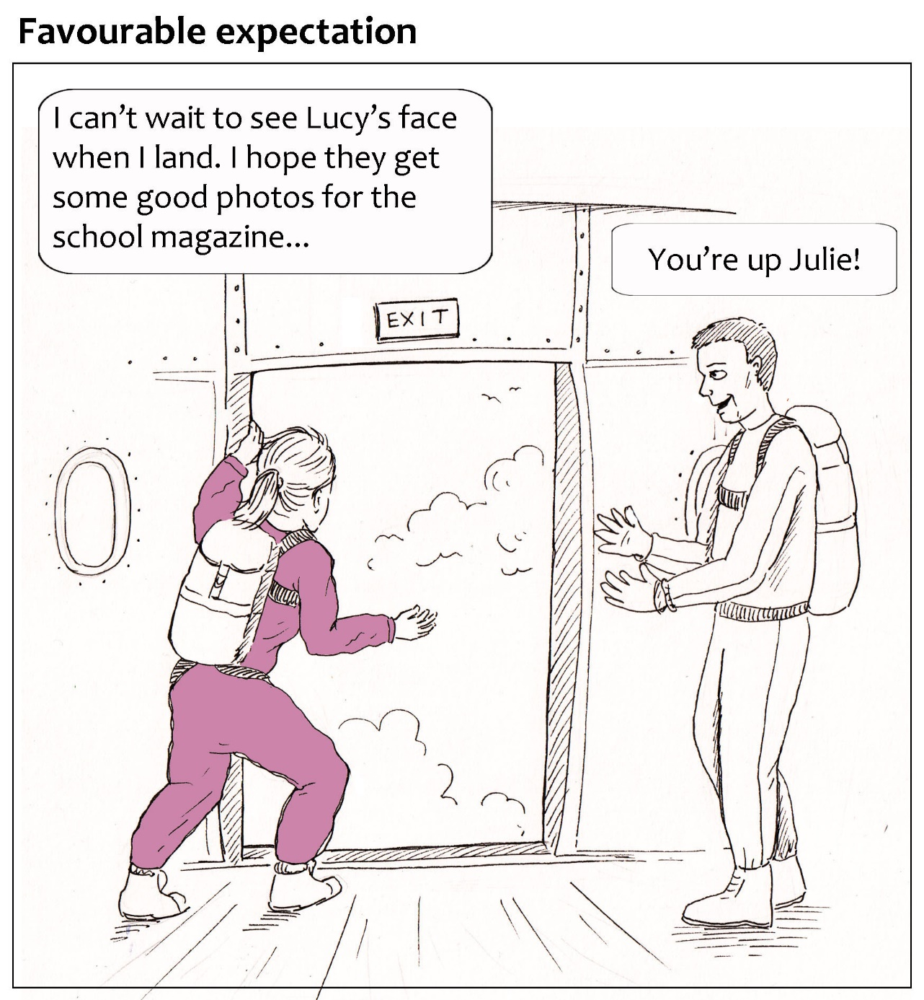 Favourable expectation
I can't wait to see Lucy's face
when I land. I hope they get
some good photos for the
school magazine...
You're up Julie!
EXIT